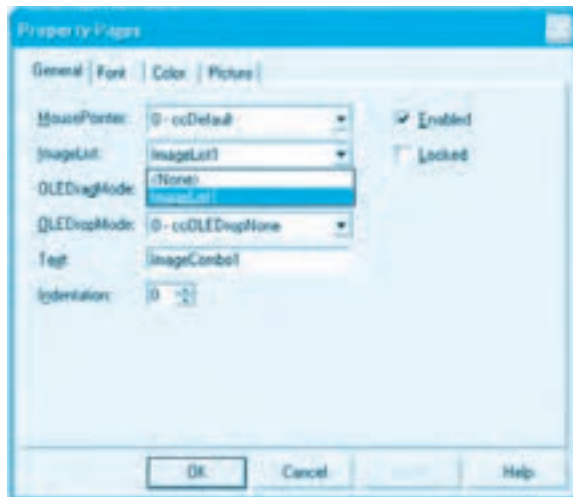 Property Pages
General Font Color Picture
MousePointer: 0 - ccDefault Enabled
ImageList: ImageList1 Locked
(None)
OLEDragMode: ImageList1
OLEDropMode: 0 - ccOLEDropNone
Text: ImageCombo1
Indentation: 0
OK Cancel Help